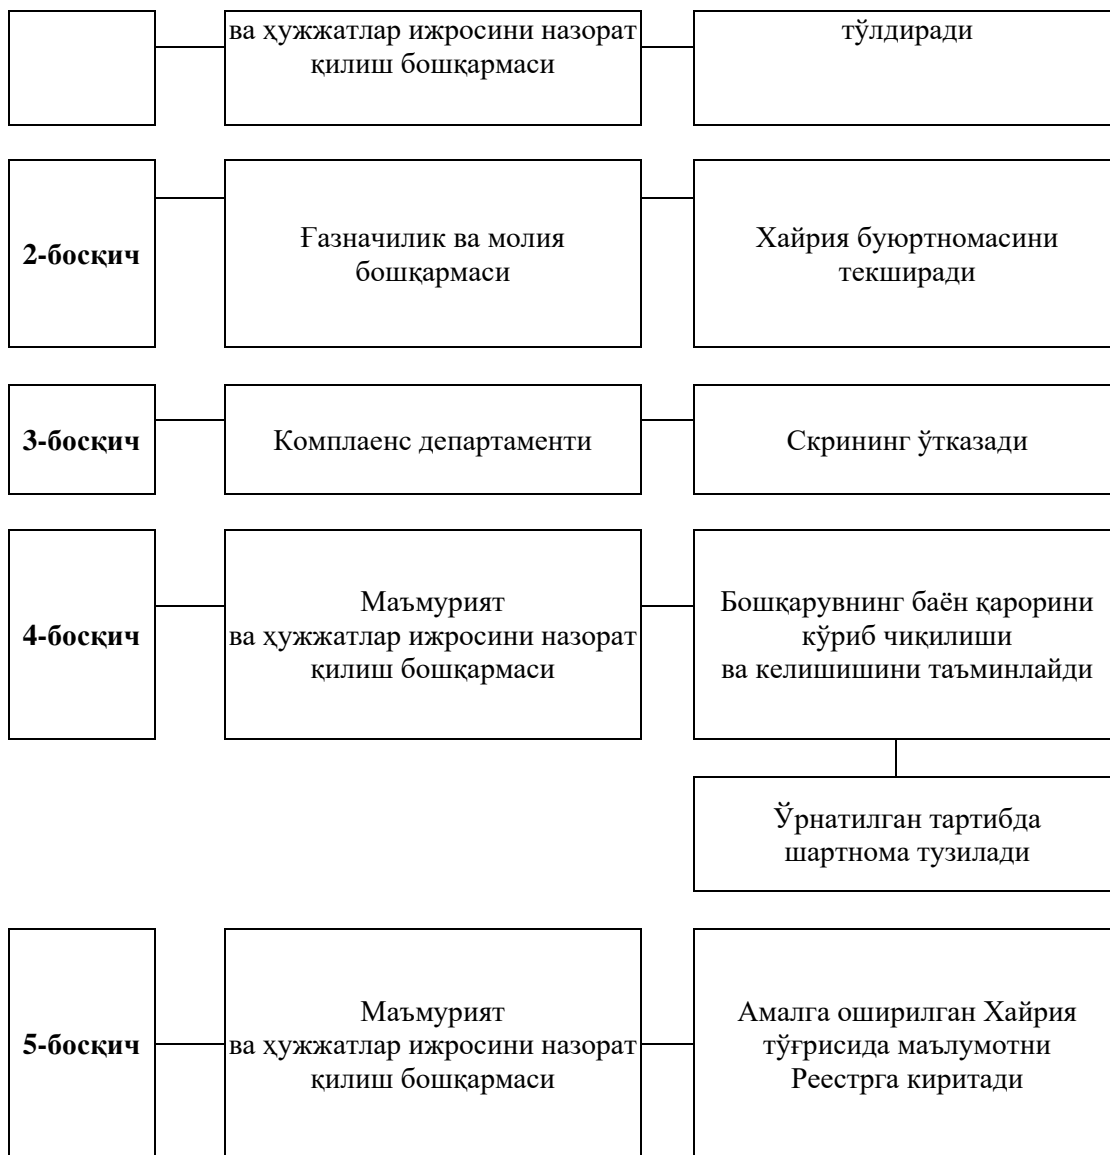 ва ҳужжатлар ижросини назорат
қилиш бошқармаси
тўлдиради
2-босқич
Ғазначилик ва молия
бошқармаси
Хайрия буюртномасини
текширади
3-босқич
Комплаенс департаменти
Скрининг ўтказади
4-босқич
Маъмурият
ва ҳужжатлар ижросини назорат
қилиш бошқармаси
Бошқарувнинг баён қарорини
кўриб чиқилиши
ва келишишини таъминлайди
Ўрнатилган тартибда
шартнома тузилади
5-босқич
Маъмурият
ва ҳужжатлар ижросини назорат
қилиш бошқармаси
Амалга оширилган Хайрия
тўғрисида маълумотни
Реестрга киритади